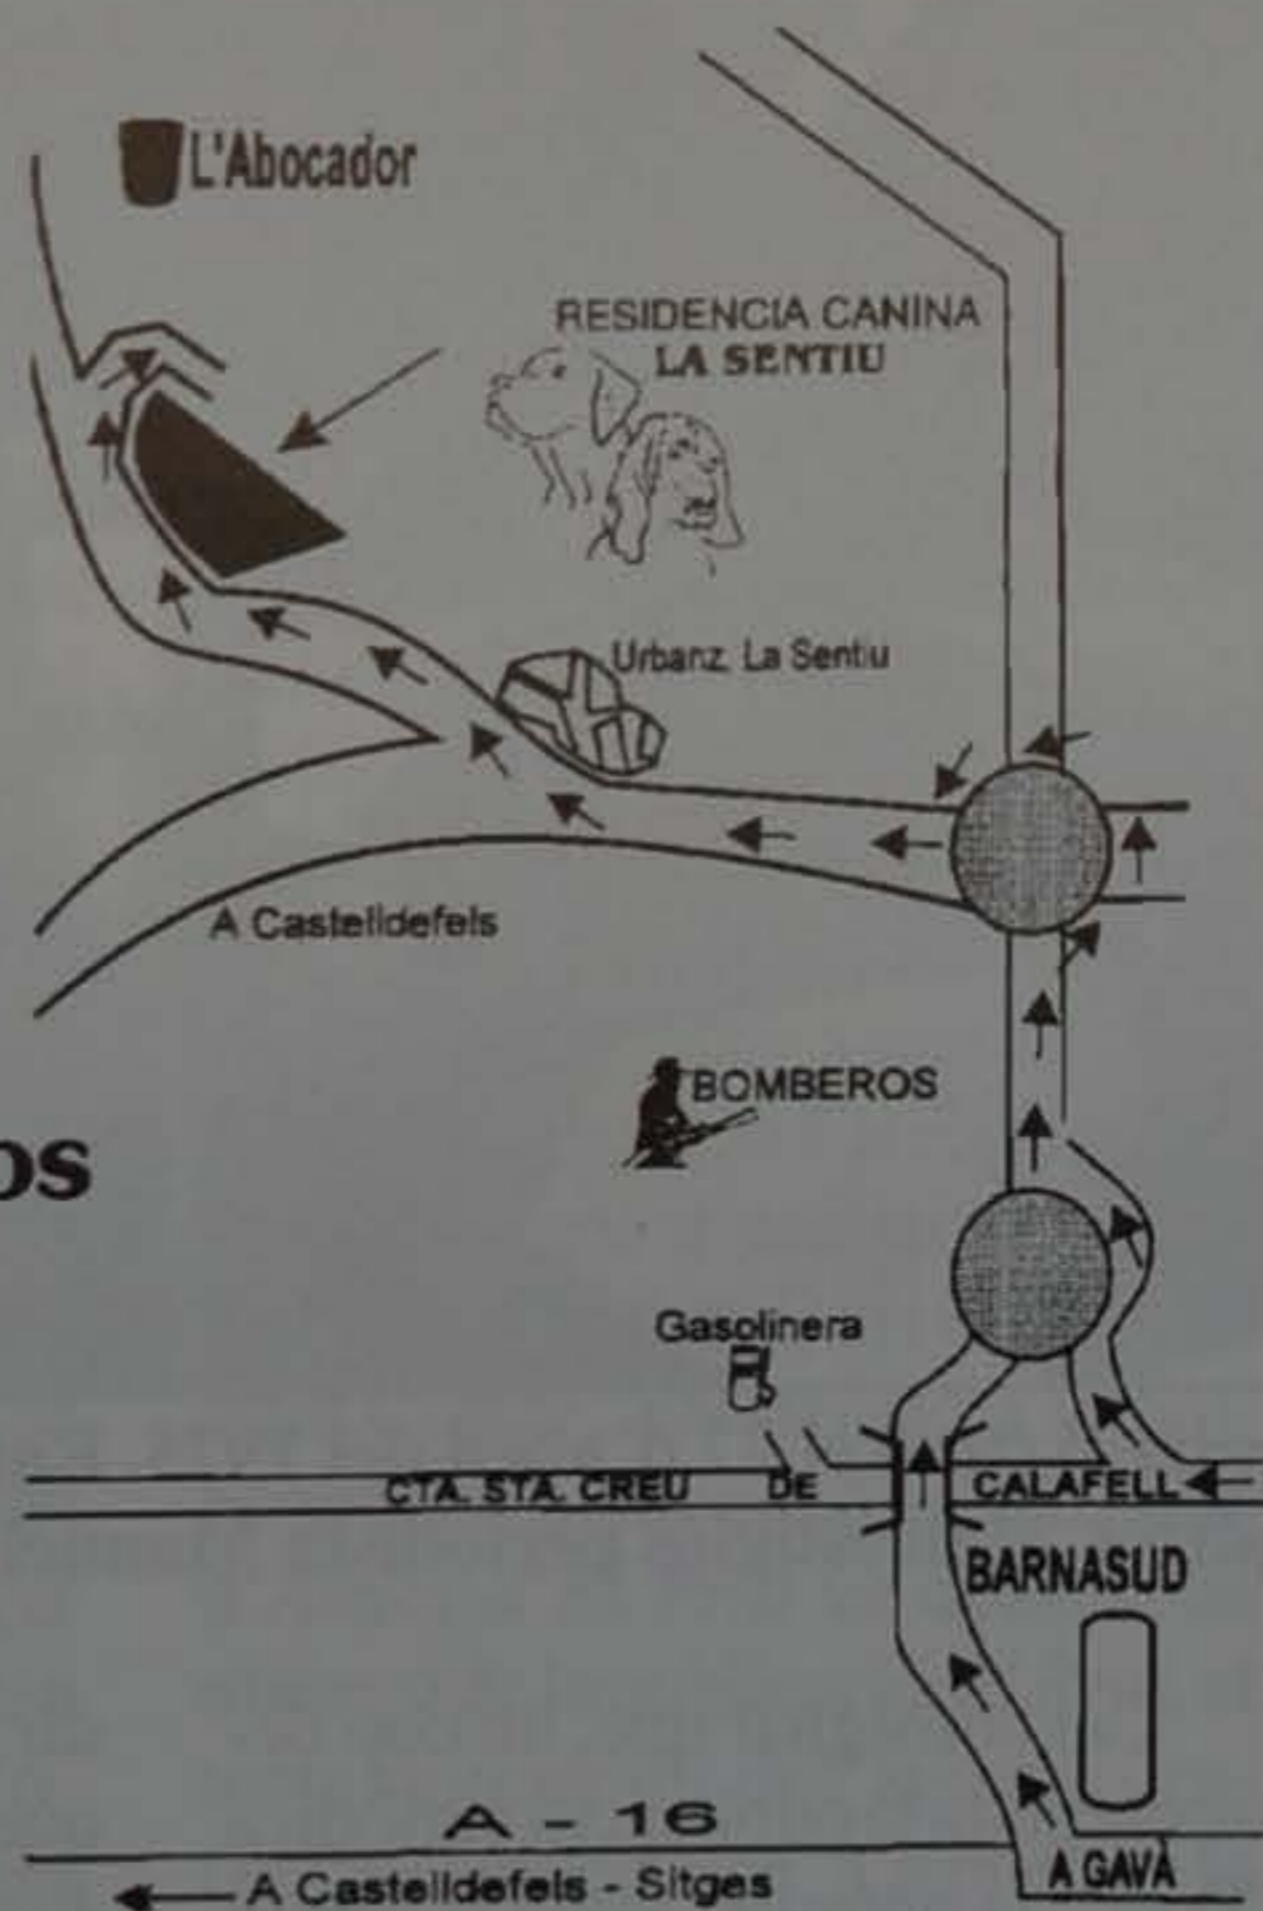 L'Abocador
RESIDENCIA CANINA
LA SENTIU
Urbanz. La Sentiu
A Castelldefels
BOMBEROS
os
Gasolinera
CTA. STA. CREU DE CALAFELL
BARNASUD
A - 16
A GAVÀ
A Castelldefels - Sitges